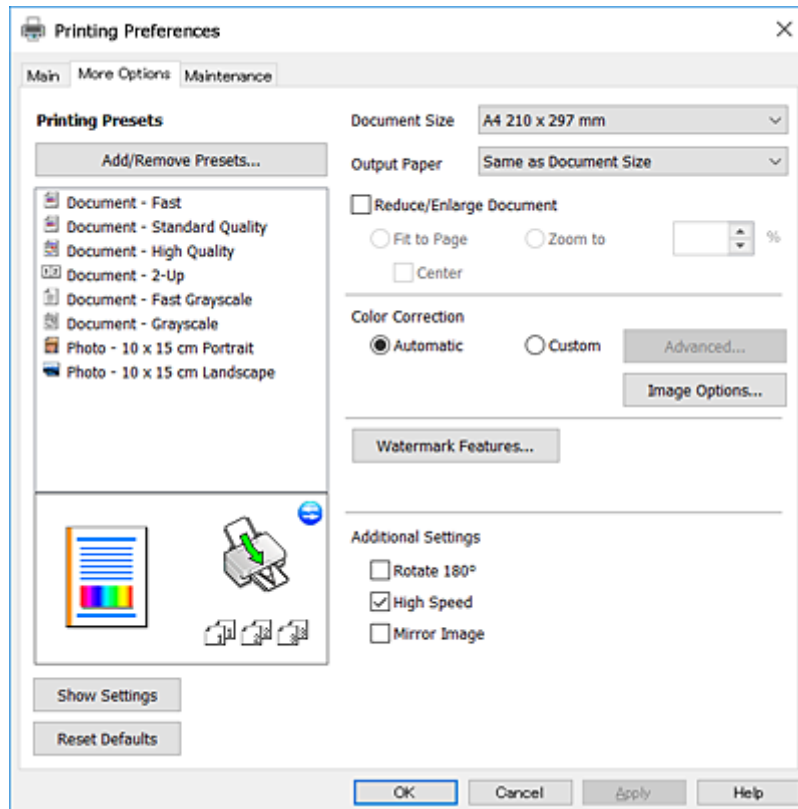 Printing Preferences
Main More Options Maintenance
Printing Presets
Add/Remove Presets...
Document - Fast
Document - Standard Quality
Document - High Quality
Document - 2-Up
Document - Fast Grayscale
Document - Grayscale
Photo - 10 x 15 cm Portrait
Photo - 10 x 15 cm Landscape
Show Settings
Reset Defaults
Document Size A4 210 x 297 mm
Output Paper Same as Document Size
Reduce/Enlarge Document
Fit to Page Zoom to %
Center
Color Correction
Automatic Custom Advanced...
Image Options...
Watermark Features...
Additional Settings
Rotate 180°
High Speed
Mirror Image
OK Cancel Apply Help